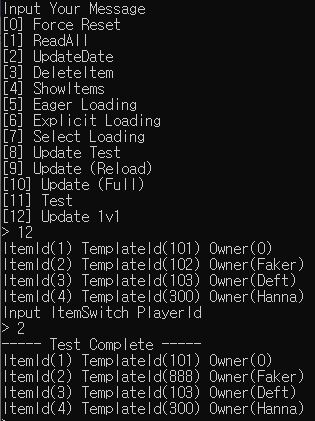 Input Your Message
[0] Force Reset
[1] ReadAll
[2] UpdateDate
[3] DeleteItem
[4] ShowItems
[5] Eager Loading
[6] Explicit Loading
[7] Select Loading
[8] Update Test
[9] Update (Reload)
[10] Update (Full)
[11] Test
[12] Update 1v1
> 12
ItemId(1) TemplateId(101) Owner(0)
ItemId(2) TemplateId(102) Owner(Faker)
ItemId(3) TemplateId(103) Owner(Deft)
ItemId(4) TemplateId(300) Owner(Hanna)
Input ItemSwitch PlayerId
> 2
----- Test Complete -----
ItemId(1) TemplateId(101) Owner(0)
ItemId(2) TemplateId(888) Owner(Faker)
ItemId(3) TemplateId(103) Owner(Deft)
ItemId(4) TemplateId(300) Owner(Hanna)